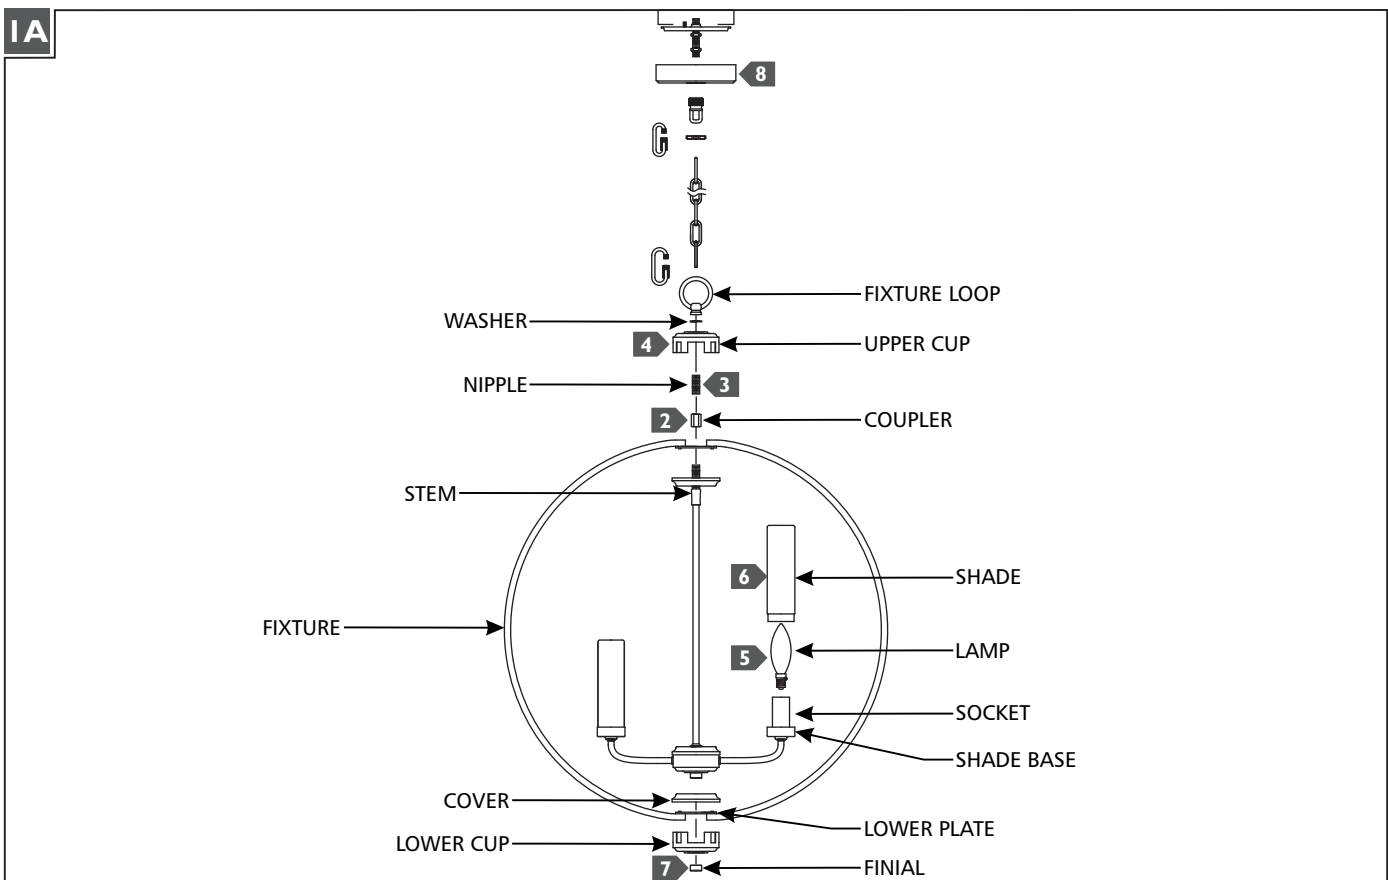 1A
8
FIXTURE LOOP
WASHER
4
UPPER CUP
NIPPLE
3
2
COUPLER
STEM
6
SHADE
FIXTURE
5
LAMP
SOCKET
SHADE BASE
COVER
LOWER PLATE
LOWER CUP
7
FINIAL